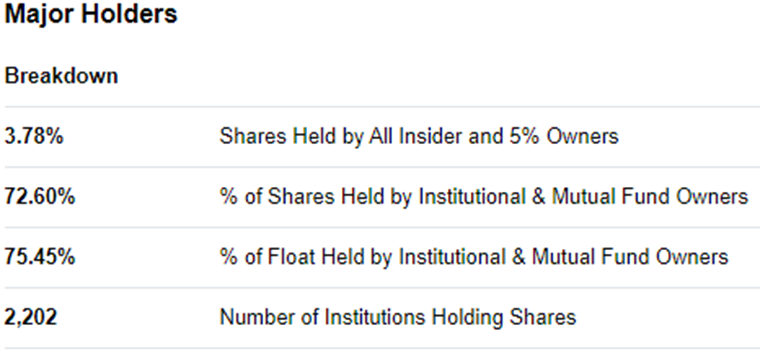 Major Holders
Breakdown
3.78% Shares Held by All Insider and 5% Owners
72.60% % of Shares Held by Institutional & Mutual Fund Owners
75.45% % of Float Held by Institutional & Mutual Fund Owners
2,202 Number of Institutions Holding Shares